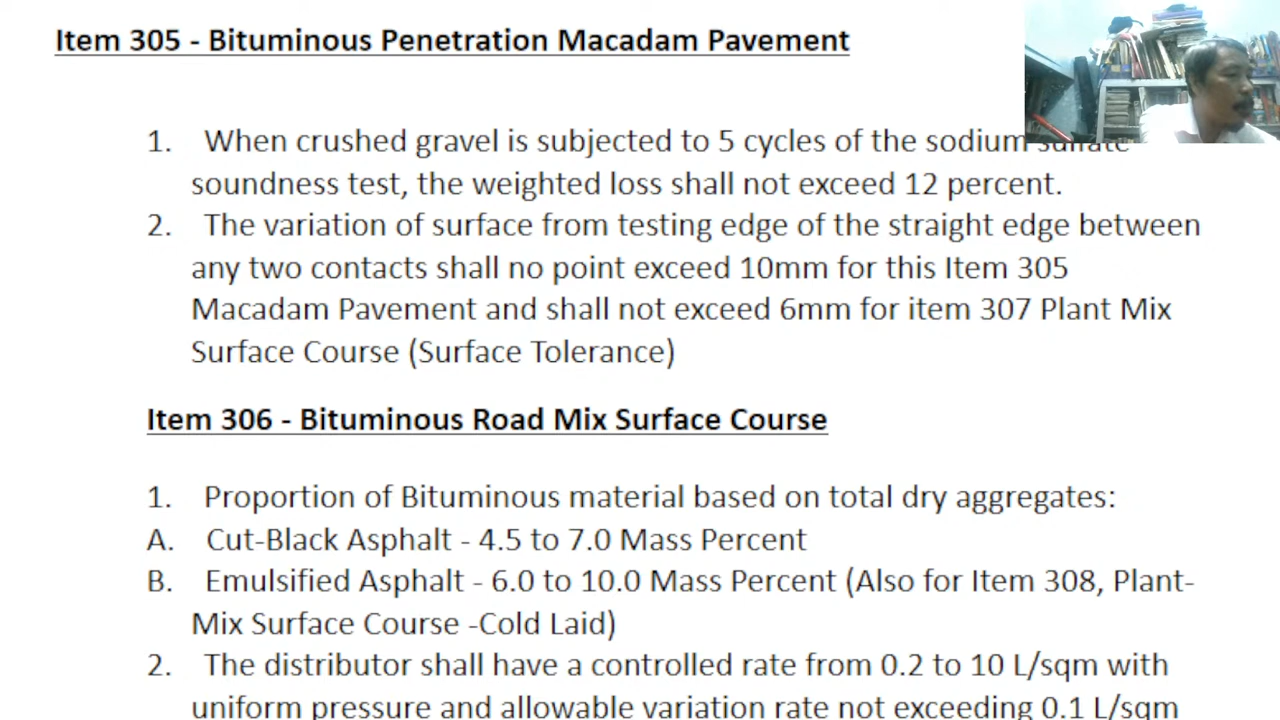 Item 305 - Bituminous Penetration Macadam Pavement
1. When crushed gravel is subjected to 5 cycles of the sodium sulfate
soundness test, the weighted loss shall not exceed 12 percent.
2. The variation of surface from testing edge of the straight edge between
any two contacts shall no point exceed 10mm for this Item 305
Macadam Pavement and shall not exceed 6mm for item 307 Plant Mix
Surface Course (Surface Tolerance)
Item 306 - Bituminous Road Mix Surface Course
1. Proportion of Bituminous material based on total dry aggregates:
A. Cut-Black Asphalt - 4.5 to 7.0 Mass Percent
B. Emulsified Asphalt - 6.0 to 10.0 Mass Percent (Also for Item 308, Plant-
Mix Surface Course -Cold Laid)
2. The distributor shall have a controlled rate from 0.2 to 10 L/sqm with
uniform pressure and allowable variation rate not exceeding 0.1 L/sqm